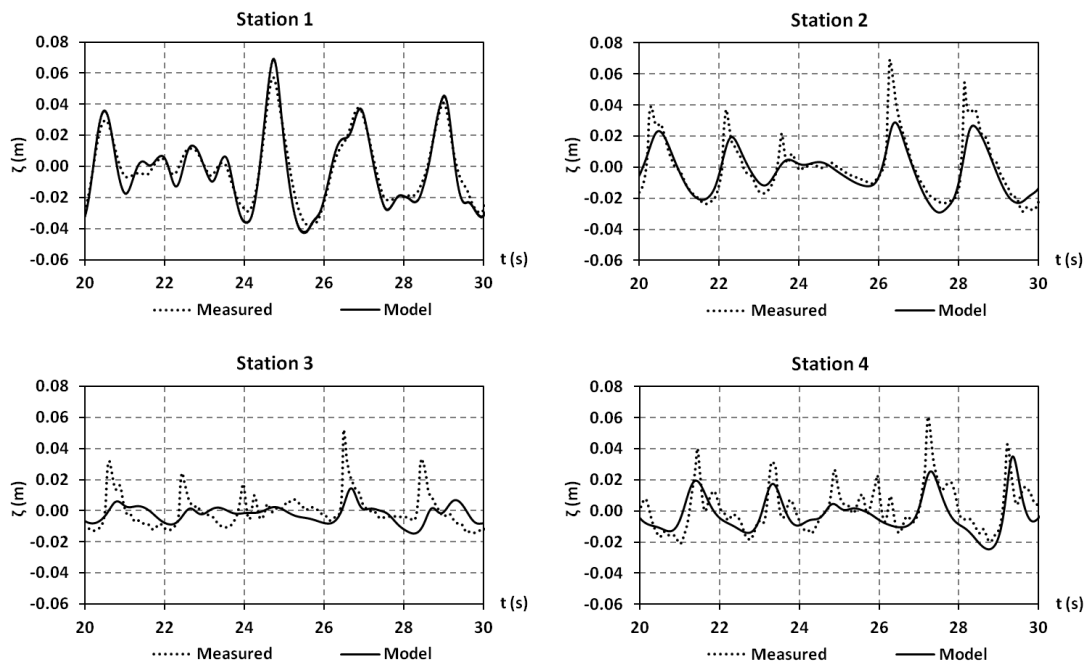 Station 1
0.08
0.06
0.04
0.02
0.00
-0.02
-0.04
-0.06
ζ (m)
20 22 24 26 28 30
t (s)
Measured Model
Station 2
0.08
0.06
0.04
0.02
0.00
-0.02
-0.04
-0.06
ζ (m)
20 22 24 26 28 30
t (s)
Measured Model
Station 3
0.08
0.06
0.04
0.02
0.00
-0.02
-0.04
-0.06
ζ (m)
20 22 24 26 28 30
t (s)
Measured Model
Station 4
0.08
0.06
0.04
0.02
0.00
-0.02
-0.04
-0.06
ζ (m)
20 22 24 26 28 30
t (s)
Measured Model